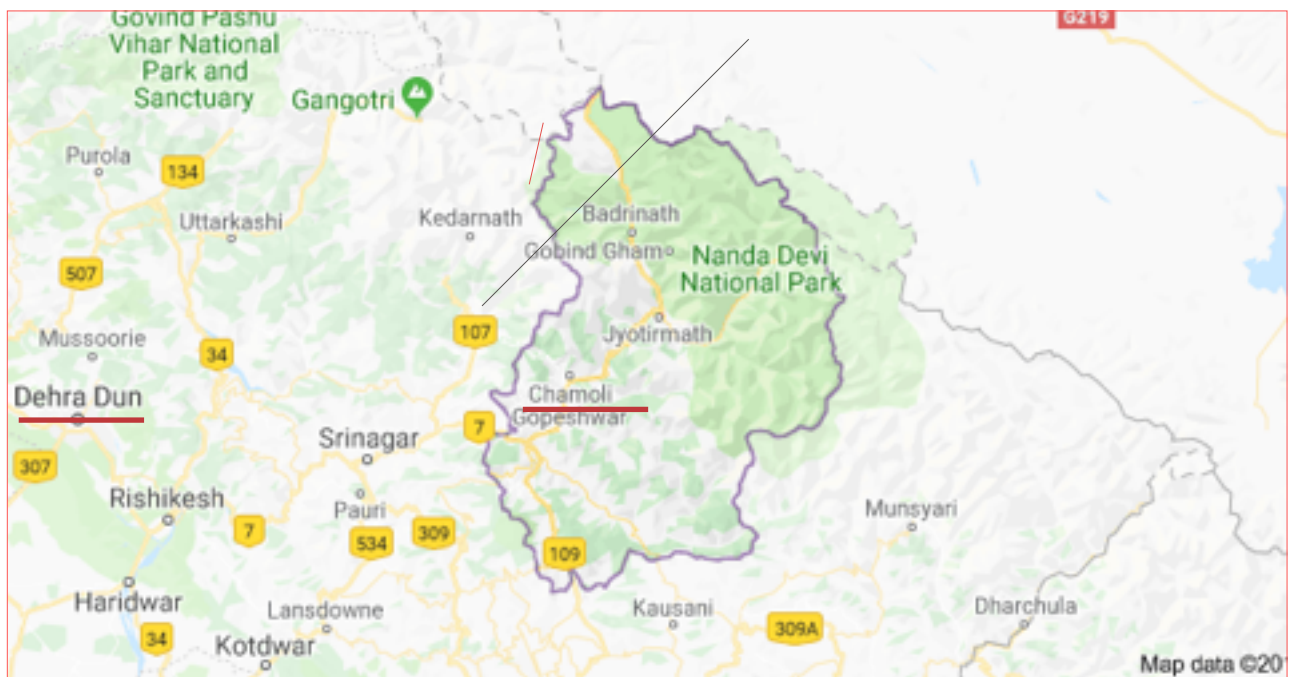 Govind Pashu
Vihar National
Park and
Sanctuary
G219
Gangotri
Purola
134
Uttarkashi
Kedarnath
Badrinath
Gobind Gham
Nanda Devi
National Park
507
Mussoorie
34
107
Jyotirmath
Dehra Dun
Chamoli
Gopeshwar
7
Srinagar
307
Rishikesh
Pauri
7
534
309
109
Munsyari
Haridwar
Lansdowne
Kausani
Dharchula
34
Kotdwar
309A
Map data ©201